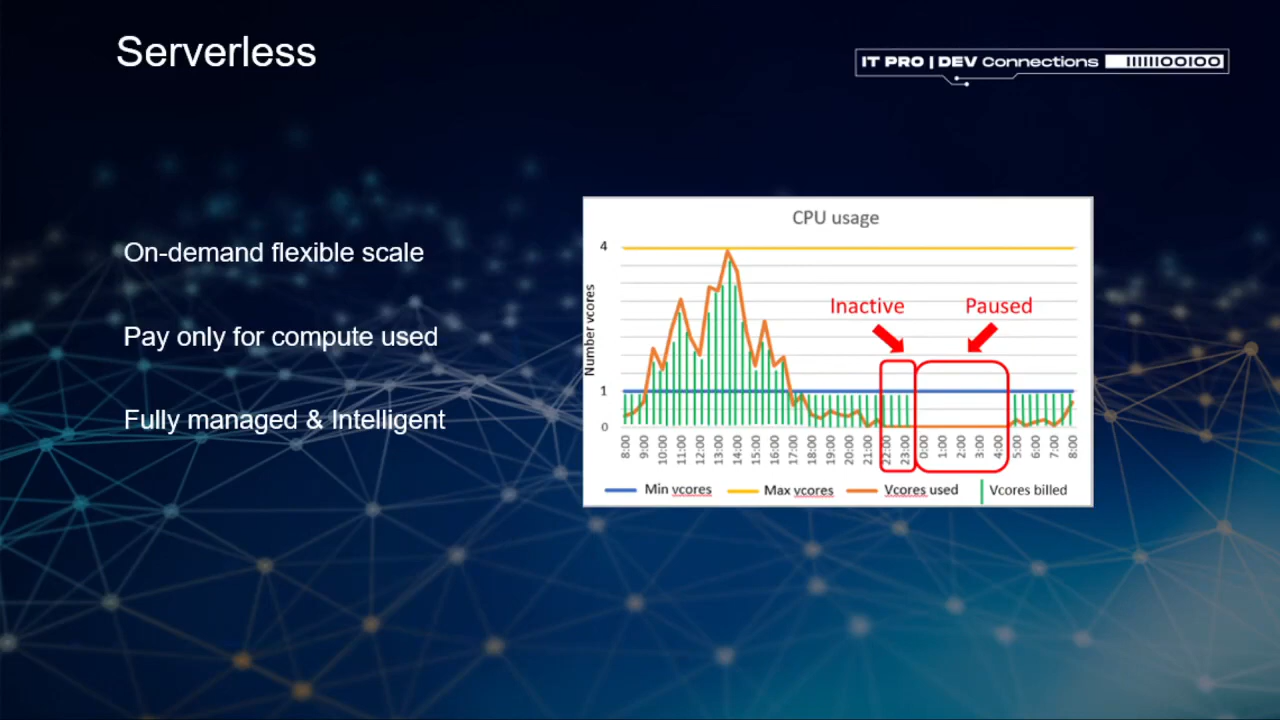 Serverless
IT PRO | DEV Connections IIIIIIOOIOO
On-demand flexible scale
Pay only for compute used
Fully managed & Intelligent
CPU usage
Number vcores
4
1
0
Inactive
Paused
8:00 9:00 10:00 11:00 12:00 13:00 14:00 15:00 16:00 17:00 18:00 19:00 20:00 21:00 22:00 23:00 0:00 1:00 2:00 3:00 4:00 5:00 6:00 7:00 8:00
Min vcores Max vcores Vcores used Vcores billed